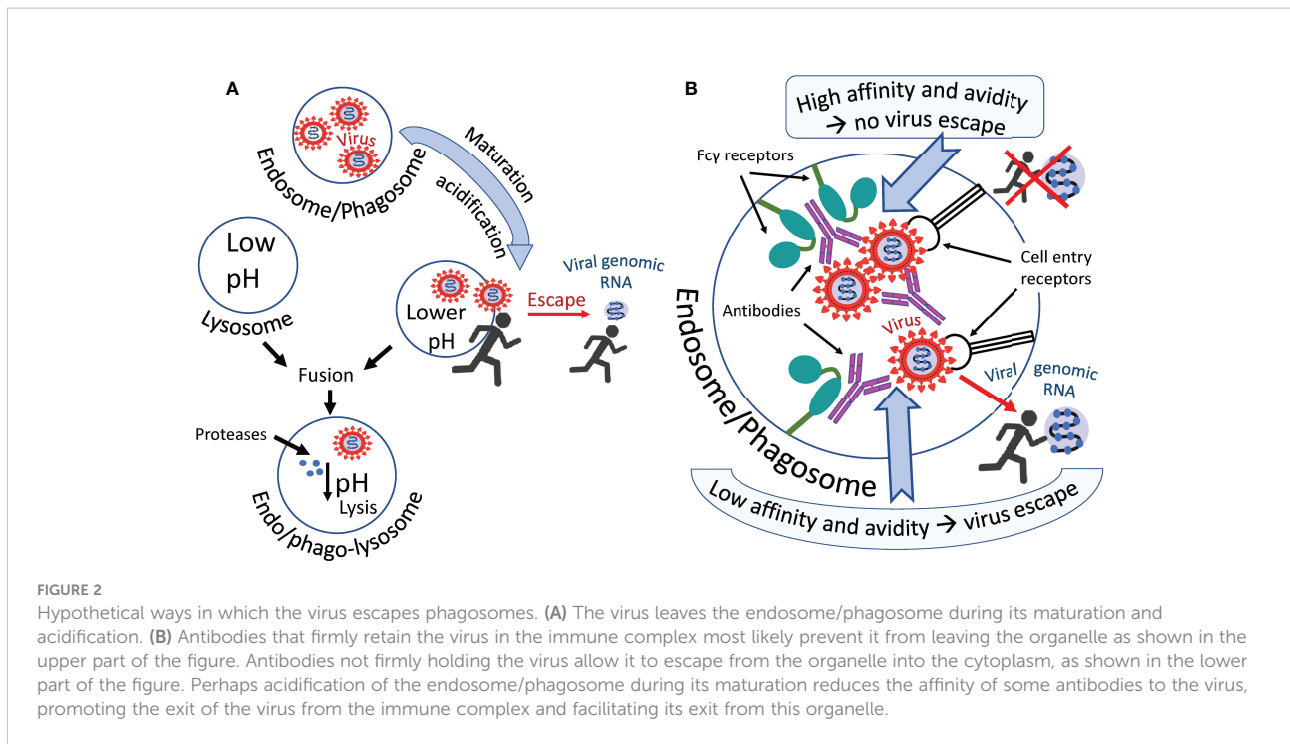 A
Virus
Endosome/Phagosome
Maturation
acidification
Low
pH
Lysosome
Lower
pH
Escape
Viral genomic
RNA
Fusion
Proteases
pH
Lysis
Endo/phago-lysosome
B
High affinity and avidity
→ no virus escape
Fcγ receptors
Cell entry
receptors
Antibodies
Virus
Viral genomic
RNA
Endosome/Phagosome
Low affinity and avidity → virus escape
FIGURE 2
Hypothetical ways in which the virus escapes phagosomes. (A) The virus leaves the endosome/phagosome during its maturation and
acidification. (B) Antibodies that firmly retain the virus in the immune complex most likely prevent it from leaving the organelle as shown in the
upper part of the figure. Antibodies not firmly holding the virus allow it to escape from the organelle into the cytoplasm, as shown in the lower
part of the figure. Perhaps acidification of the endosome/phagosome during its maturation reduces the affinity of some antibodies to the virus,
promoting the exit of the virus from the immune complex and facilitating its exit from this organelle.